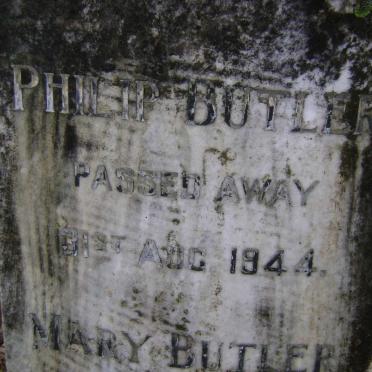 PHILIP BUTLER
PASSED AWAY
31ST AUG 1944.
MARY BUTLER